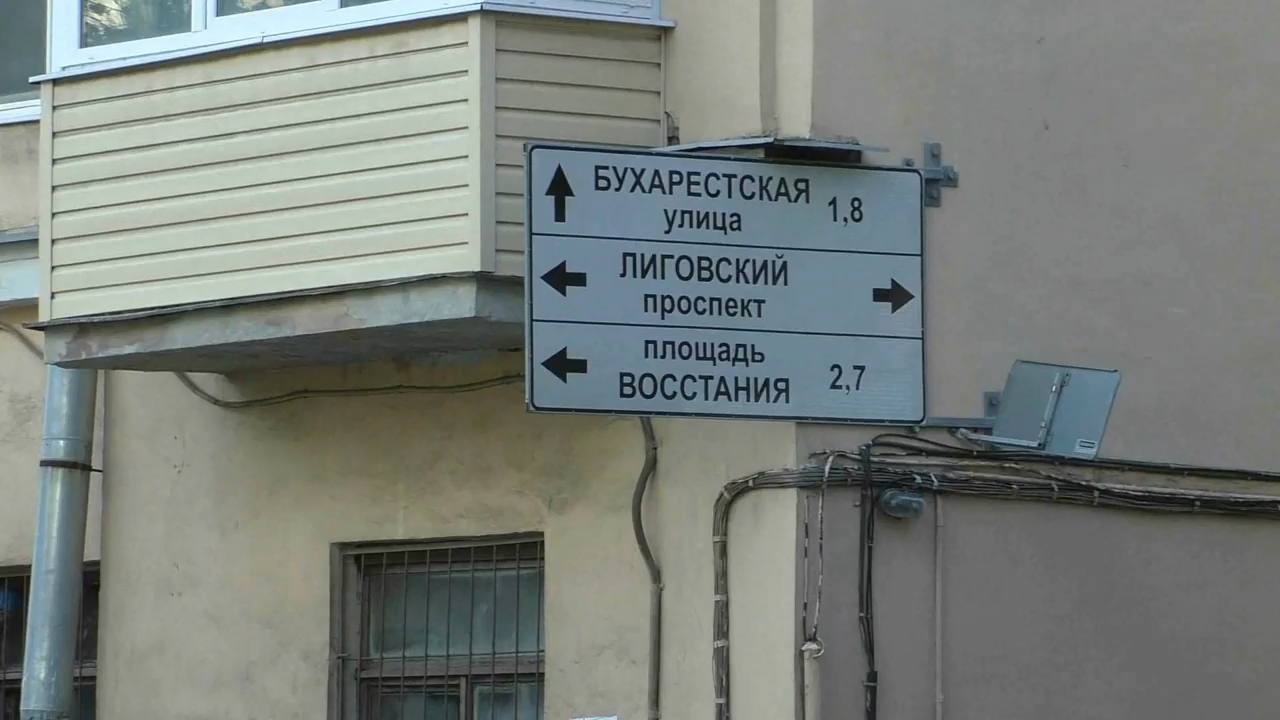 БУХАРЕСТСКАЯ
улица 1,8
ЛИГОВСКИЙ
проспект
площадь
ВОССТАНИЯ 2,7